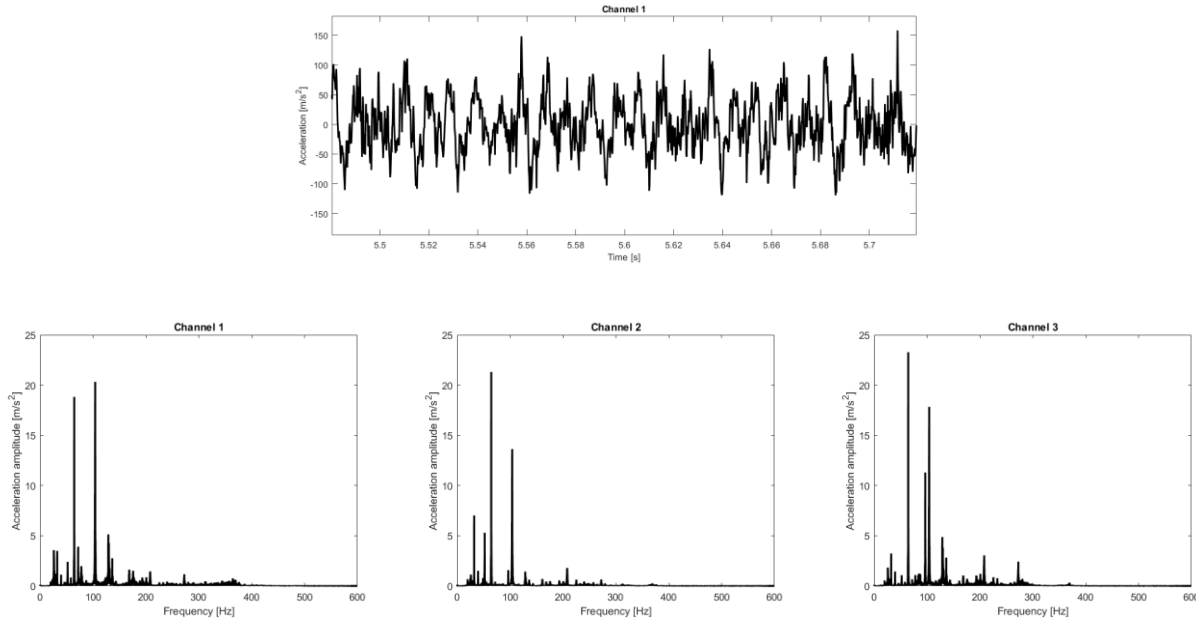 Channel 1
Acceleration [m/s²]
150
100
50
0
-50
-100
-150
5.5 5.52 5.54 5.56 5.58 5.6 5.62 5.64 5.66 5.68 5.7
Time [s]
Channel 1
Acceleration amplitude [m/s²]
25
20
15
10
5
0
0 100 200 300 400 500 600
Frequency [Hz]
Channel 2
Acceleration amplitude [m/s²]
25
20
15
10
5
0
0 100 200 300 400 500 600
Frequency [Hz]
Channel 3
Acceleration amplitude [m/s²]
25
20
15
10
5
0
0 100 200 300 400 500 600
Frequency [Hz]